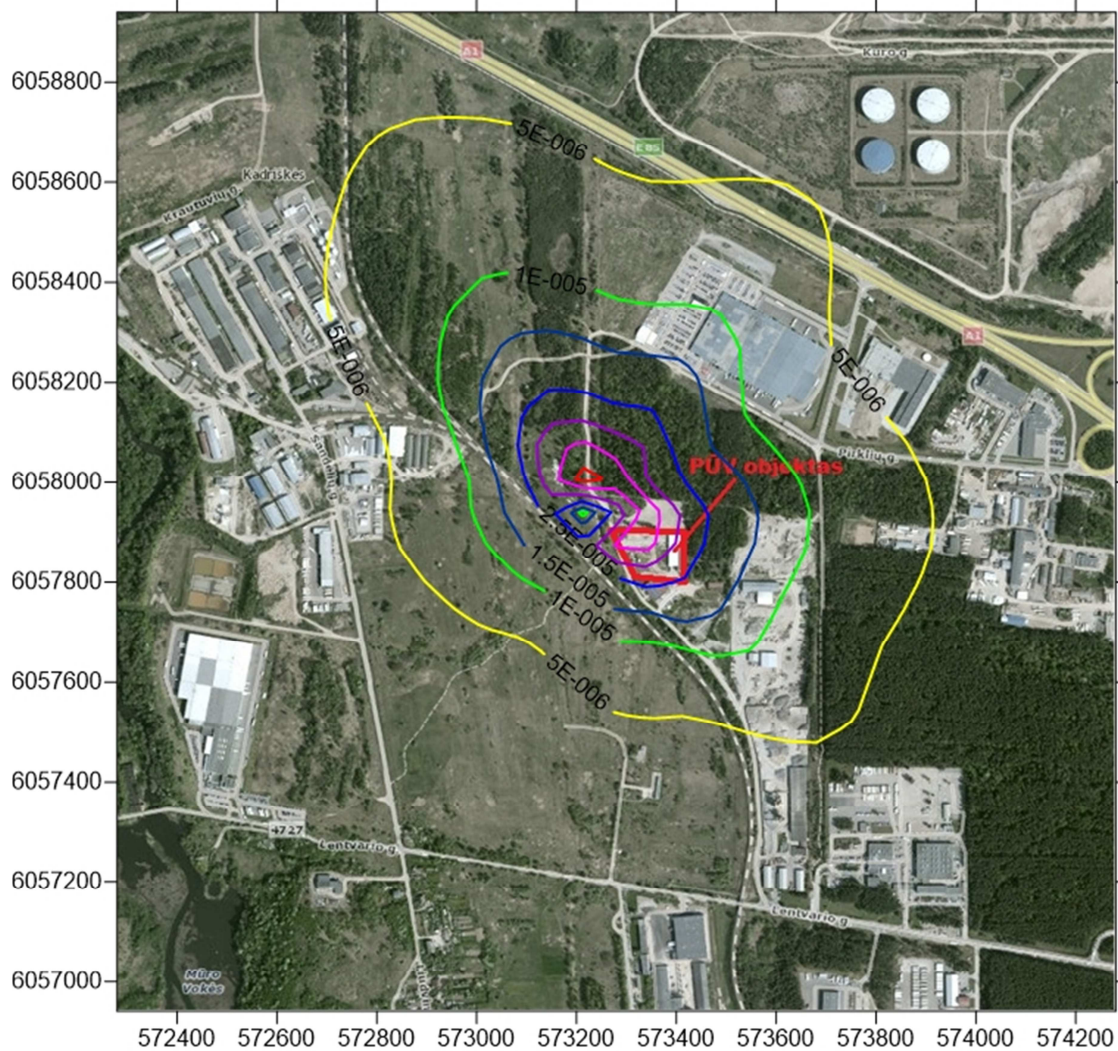 A1
Kuro g.
6058800
5E-006
E 85
6058600
Kadriškės
Krautuvių g.
6058400
1E-005
A1
5E-006
5E-006
6058200
Pirklių g.
PŪV objektas
6058000
2.5E-005
1.5E-005
6057800
1E-005
6057600
5E-006
6057400
4727
Lentvario g.
6057200
Lentvario g.
6057000
Mūro
Vokės
572400 572600 572800 573000 573200 573400 573600 573800 574000 574200